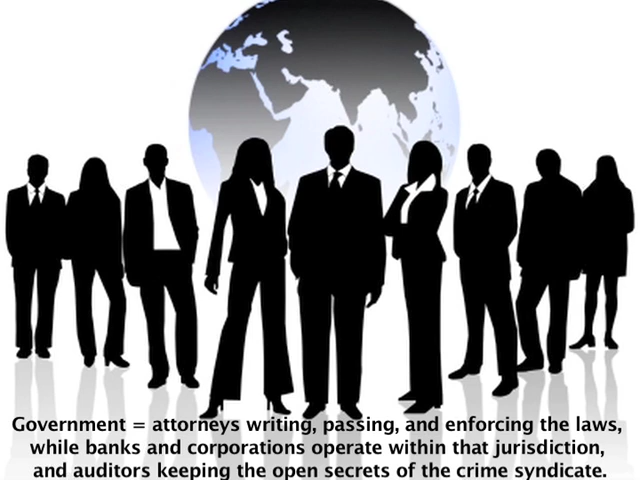 Government = attorneys writing, passing, and enforcing the laws,
while banks and corporations operate within that jurisdiction,
and auditors keeping the open secrets of the crime syndicate.